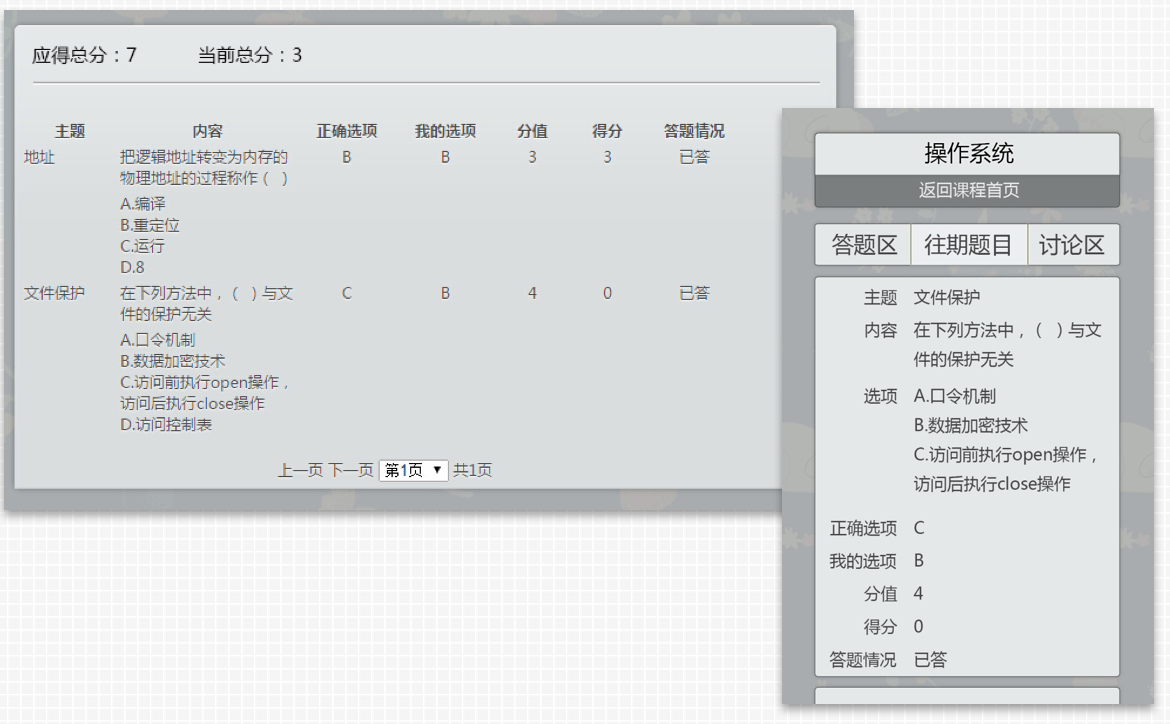 应得总分：7 当前总分：3
主题 内容 正确选项 我的选项 分值 得分 答题情况
地址 把逻辑地址转变为内存的 B B 3 3 已答
物理地址的过程称作（ ）
A.编译
B.重定位
C.运行
D.8
文件保护 在下列方法中，（ ）与文 C B 4 0 已答
件的保护无关
A.口令机制
B.数据加密技术
C.访问前执行open操作，
访问后执行close操作
D.访问控制表
上一页 下一页 第1页 共1页
操作系统
返回课程首页
答题区 往期题目 讨论区
主题 文件保护
内容 在下列方法中，（ ）与文
件的保护无关
选项 A.口令机制
B.数据加密技术
C.访问前执行open操作，
访问后执行close操作
正确选项 C
我的选项 B
分值 4
得分 0
答题情况 已答